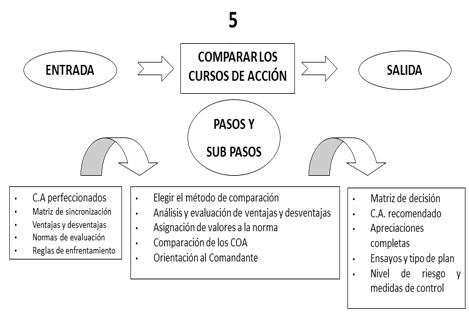 5
ENTRADA
COMPARAR LOS
CURSOS DE ACCIÓN
SALIDA
PASOS Y
SUB PASOS
• C.A perfeccionados
• Matriz de sincronización
• Ventajas y desventajas
• Normas de evaluación
• Reglas de enfrentamiento
• Elegir el método de comparación
• Análisis y evaluación de ventajas y desventajas
• Asignación de valores a la norma
• Comparación de los COA
• Orientación al Comandante
• Matriz de decisión
• C.A. recomendado
• Apreciaciones
completas
• Ensayos y tipo de plan
• Nivel de riesgo y
medidas de control